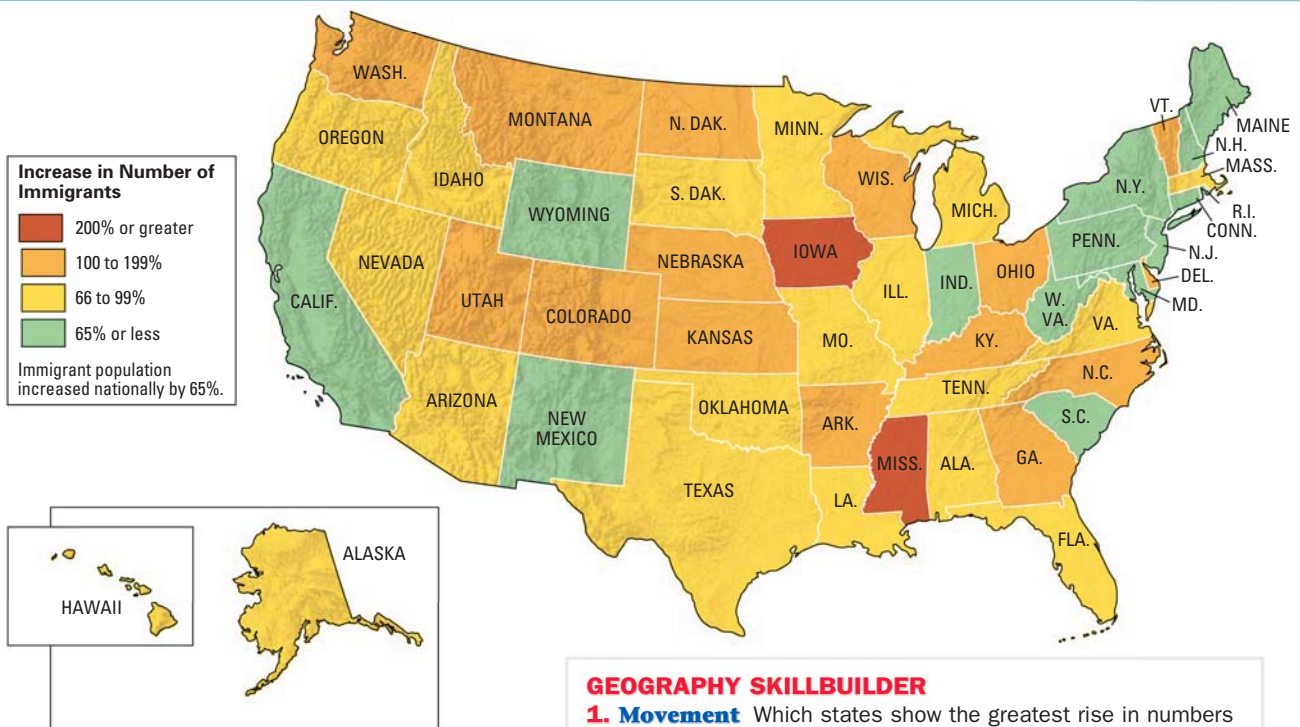 Increase in Number of
Immigrants
200% or greater
100 to 199%
66 to 99%
65% or less
Immigrant population
increased nationally by 65%.
WASH.
OREGON
IDAHO
MONTANA
N. DAK.
MINN.
S. DAK.
WYOMING
WIS.
MICH.
VT.
MAINE
N.H.
MASS.
N.Y.
R.I.
CONN.
PENN.
N.J.
DEL.
MD.
CALIF.
NEVADA
UTAH
COLORADO
NEBRASKA
IOWA
ILL.
IND.
OHIO
W.
VA.
VA.
KANSAS
MO.
KY.
N.C.
TENN.
S.C.
ARIZONA
NEW
MEXICO
OKLAHOMA
ARK.
MISS.
ALA.
GA.
TEXAS
LA.
FLA.
HAWAII
ALASKA
GEOGRAPHY SKILLBUILDER
1. Movement Which states show the greatest rise in numbers